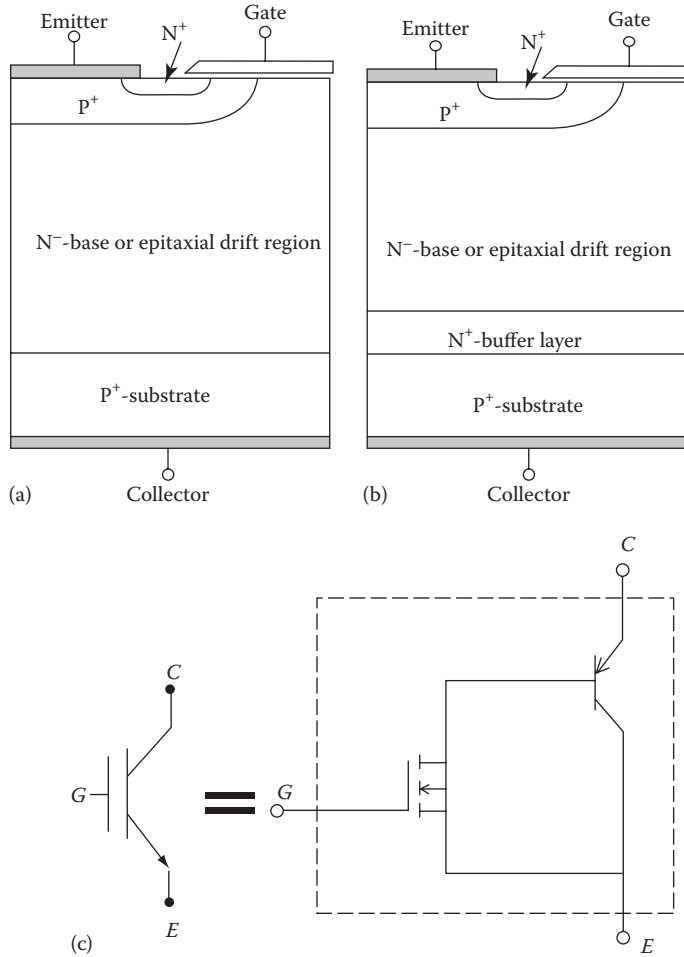 Emitter
N+
Gate
P+
N−-base or epitaxial drift region
P+-substrate
(a)
Collector
Emitter
N+
Gate
P+
N−-base or epitaxial drift region
N+-buffer layer
P+-substrate
(b)
Collector
C
G
E
C
G
E
(c)